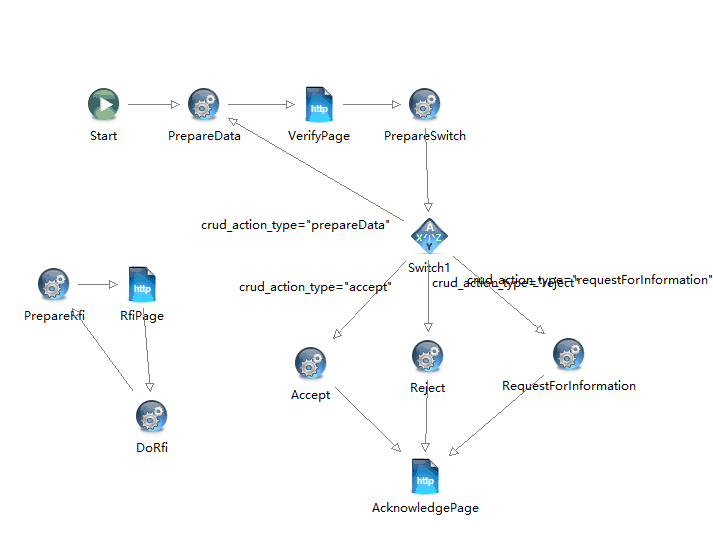 Start
PrepareData
http
VerifyPage
PrepareSwitch
crud_action_type="prepareData"
A
X Z
Y
Switch1
crud_action_type="accept"
crud_action_type="reject"
crud_action_type="requestForInformation"
PrepareRfi
http
RfiPage
Accept
Reject
RequestForInformation
DoRfi
http
AcknowledgePage